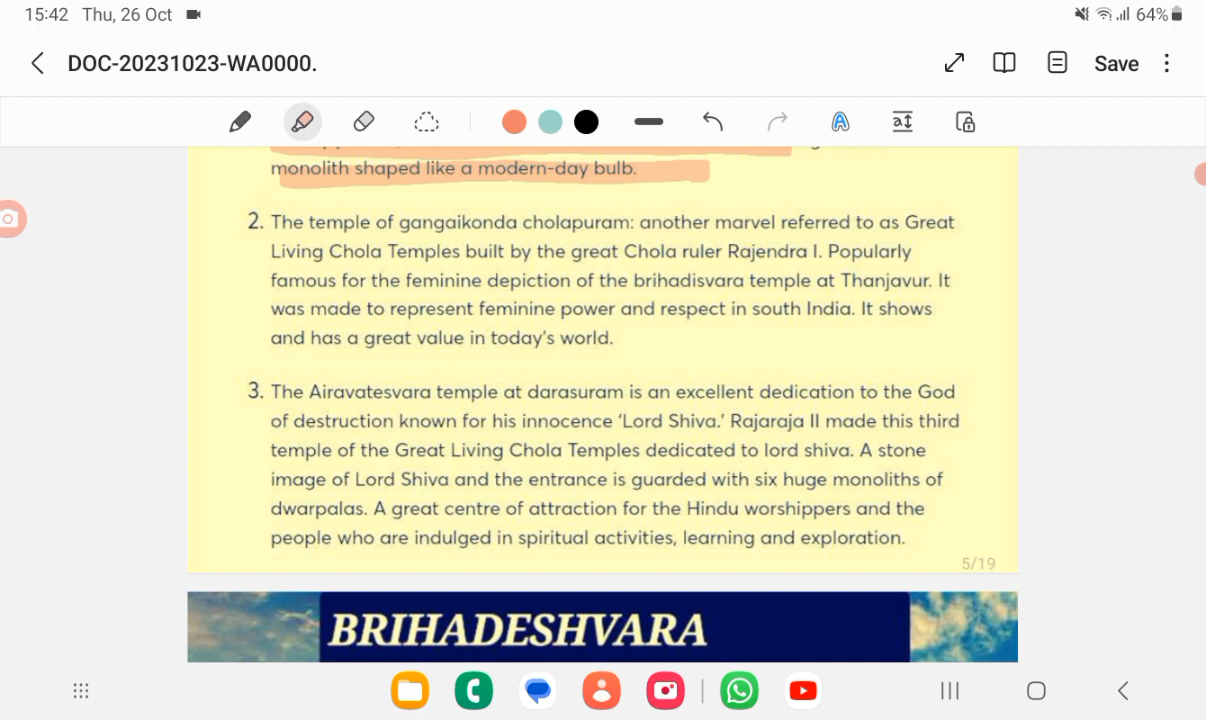 15:42 Thu, 26 Oct 64%
DOC-20231023-WA0000.
Save
monolith shaped like a modern-day bulb.
2. The temple of gangaikonda cholapuram: another marvel referred to as Great
Living Chola Temples built by the great Chola ruler Rajendra I. Popularly
famous for the feminine depiction of the brihadisvara temple at Thanjavur. It
was made to represent feminine power and respect in south India. It shows
and has a great value in today's world.
3. The Airavatesvara temple at darasuram is an excellent dedication to the God
of destruction known for his innocence 'Lord Shiva.' Rajaraja II made this third
temple of the Great Living Chola Temples dedicated to lord shiva. A stone
image of Lord Shiva and the entrance is guarded with six huge monoliths of
dwarpalas. A great centre of attraction for the Hindu worshippers and the
people who are indulged in spiritual activities, learning and exploration.
5/19
BRIHADESHVARA